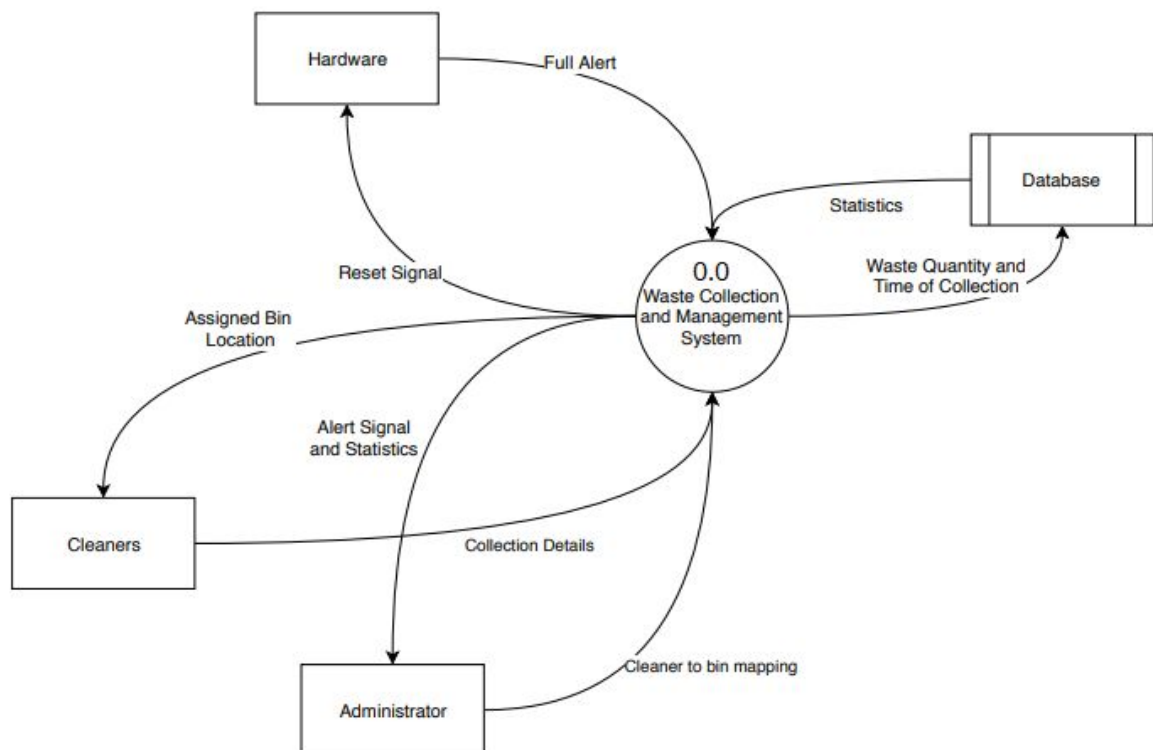 Hardware
Full Alert
Database
Statistics
Reset Signal
0.0
Waste Collection
and Management
System
Waste Quantity and
Time of Collection
Assigned Bin
Location
Alert Signal
and Statistics
Cleaners
Collection Details
Cleaner to bin mapping
Administrator